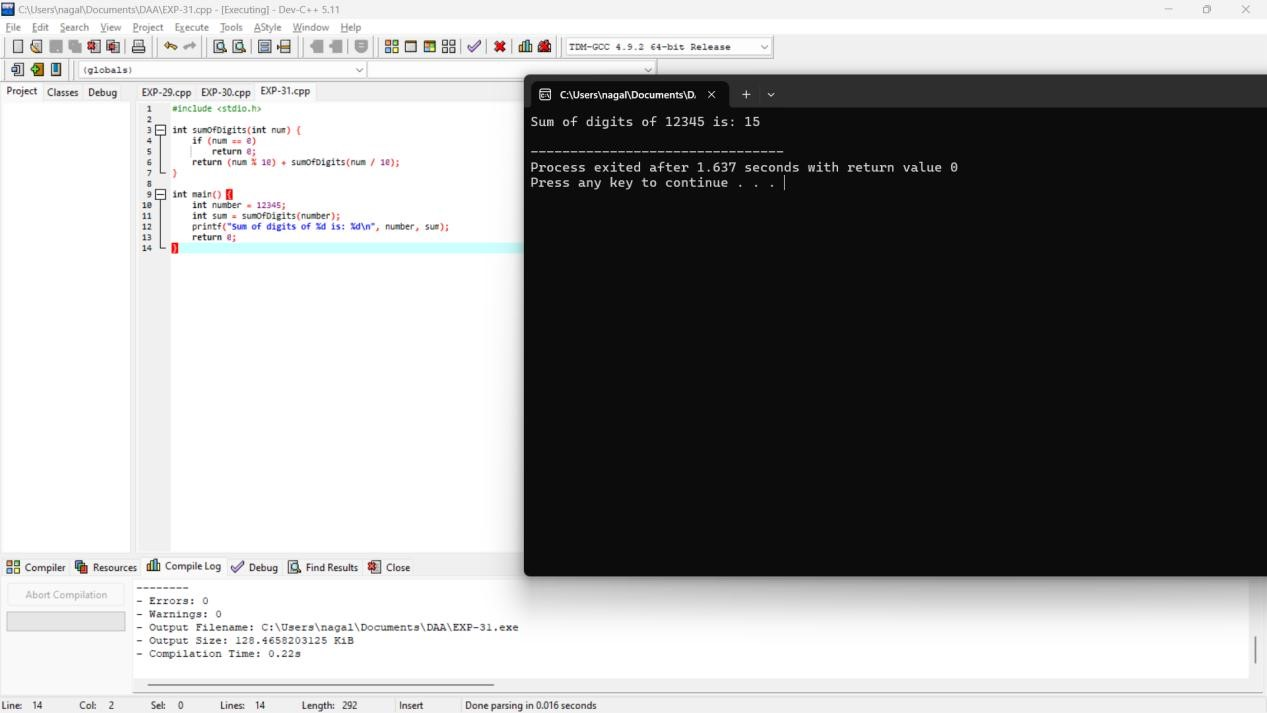 C:\Users\nagal\Documents\DAA\EXP-31.cpp - [Executing] - Dev-C++ 5.11
File Edit Search View Project Execute Tools AStyle Window Help
TDM-GCC 4.9.2 64-bit Release
(globals)
Project Classes Debug
EXP-29.cpp EXP-30.cpp EXP-31.cpp
1 #include <stdio.h>
2
3 int sumOfDigits(int num) {
4 if (num == 0)
5 return 0;
6 return (num % 10) + sumOfDigits(num / 10);
7 }
8
9 int main() {
10 int number = 12345;
11 int sum = sumOfDigits(number);
12 printf("Sum of digits of %d is: %d\n", number, sum);
13 return 0;
14 }
C:\Users\nagal\Documents\D.
Sum of digits of 12345 is: 15
--------------------------------
Process exited after 1.637 seconds with return value 0
Press any key to continue . . .
Compiler Resources Compile Log Debug Find Results Close
Abort Compilation
--------
- Errors: 0
- Warnings: 0
- Output Filename: C:\Users\nagal\Documents\DAA\EXP-31.exe
- Output Size: 128.4658203125 KiB
- Compilation Time: 0.22s
Line: 14 Col: 2 Sel: 0 Lines: 14 Length: 292 Insert Done parsing in 0.016 seconds